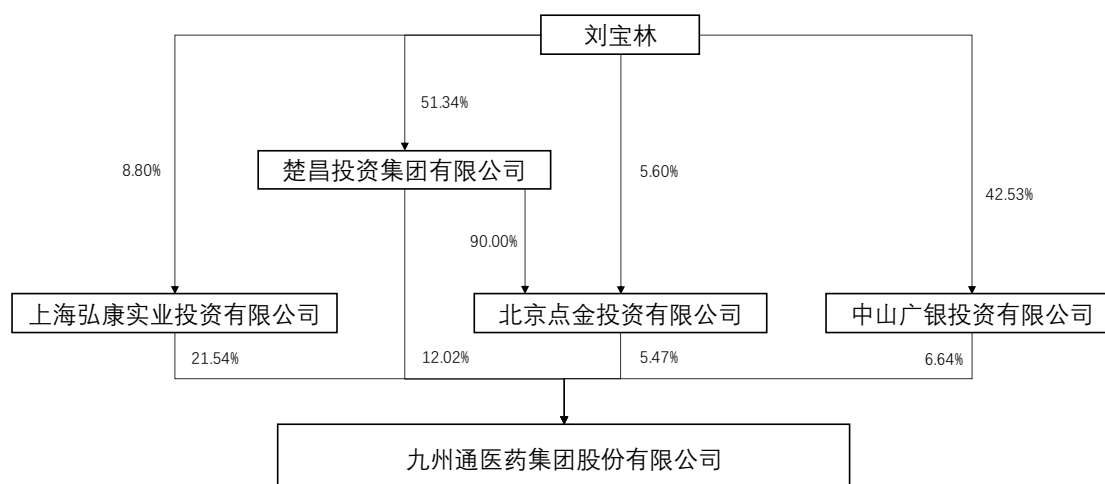 刘宝林
51.34%
楚昌投资集团有限公司
8.80%
5.60%
42.53%
90.00%
上海弘康实业投资有限公司
北京点金投资有限公司
中山广银投资有限公司
21.54%
12.02%
5.47%
6.64%
九州通医药集团股份有限公司